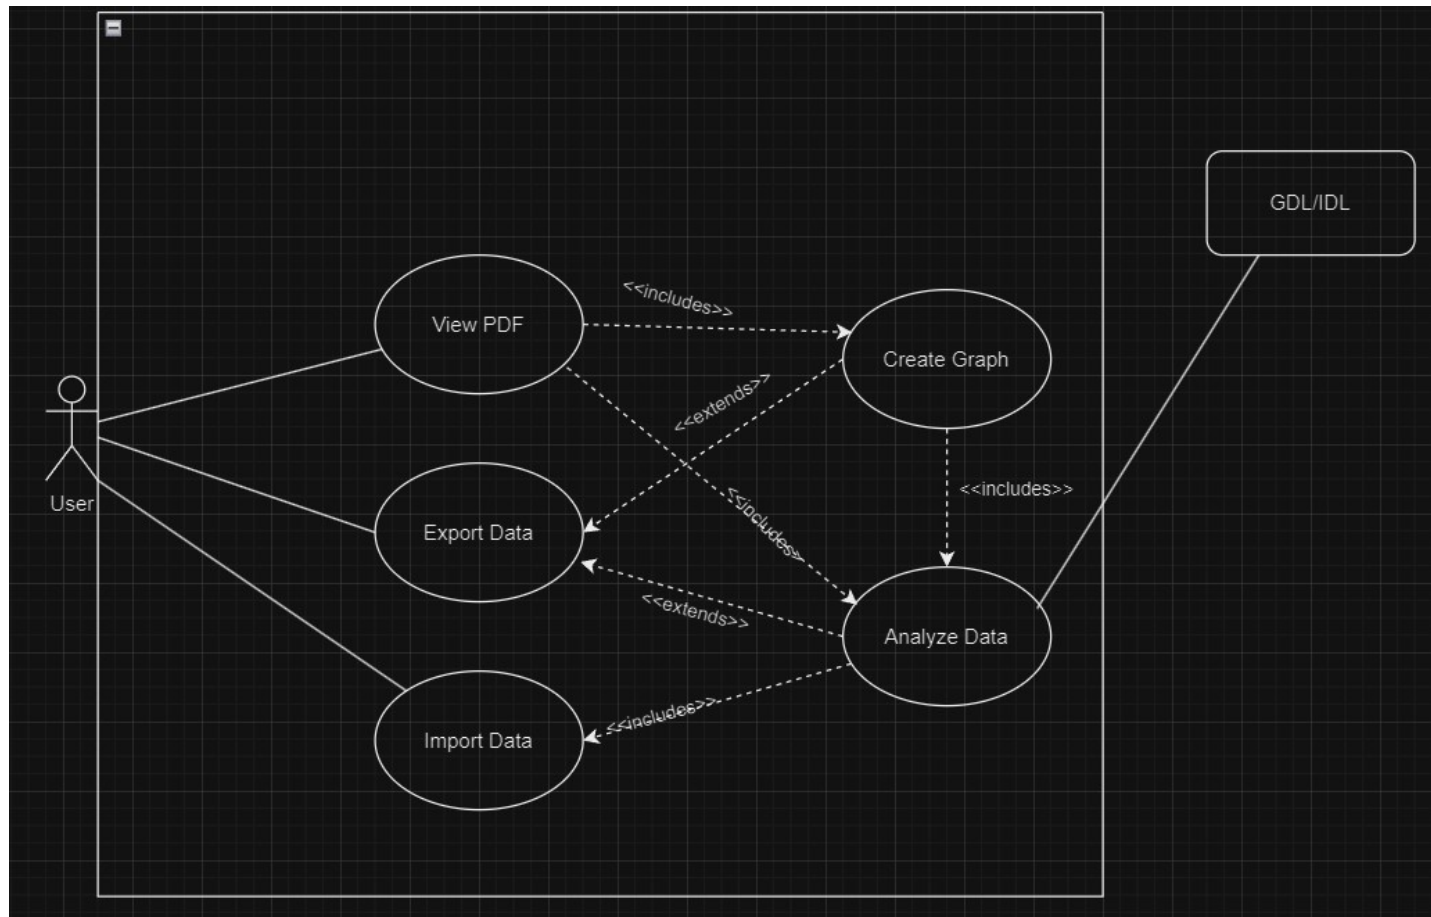 GDL/IDL
<<includes>>
View PDF
Create Graph
<<extends>>
<<includes>>
User
<<includes>>
Export Data
<<extends>>
Analyze Data
<<includes>>
Import Data